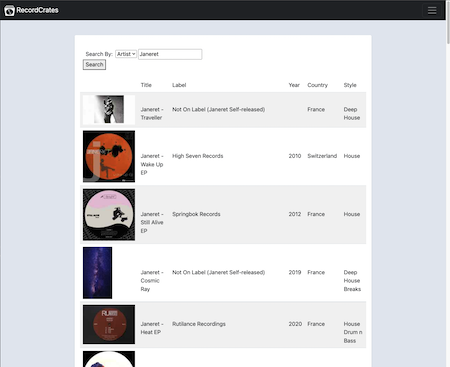 RecordCrates
Search By: Artist Janeret
Search
Title Label Year Country Style
Janeret - Not On Label (Janeret Self-released) France Deep
Traveller House
Janeret - High Seven Records 2010 Switzerland House
Wake Up
EP
Janeret - Springbok Records 2012 France House
Still Alive
EP
Janeret - Not On Label (Janeret Self-released) 2019 France Deep
Cosmic House
Ray Breaks
Janeret - Rutilance Recordings 2020 France House
Heat EP Drum n
Bass